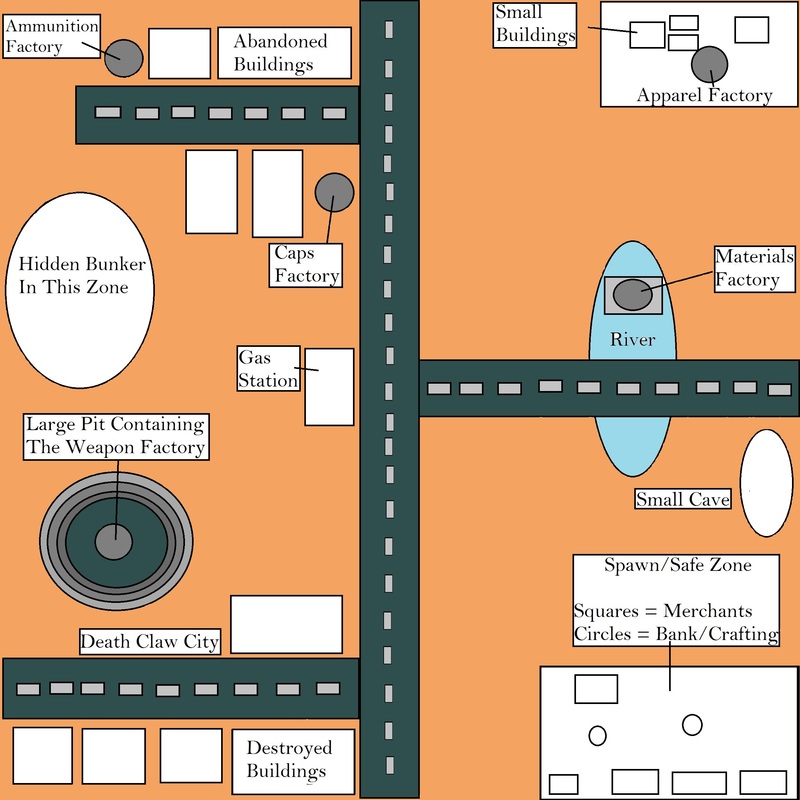 Ammunition
Factory
Abandoned
Buildings
Small
Buildings
Apparel Factory
Caps
Factory
Hidden Bunker
In This Zone
Materials
Factory
River
Gas
Station
Large Pit Containing
The Weapon Factory
Small Cave
Spawn/Safe Zone
Squares = Merchants
Circles = Bank/Crafting
Death Claw City
Destroyed
Buildings